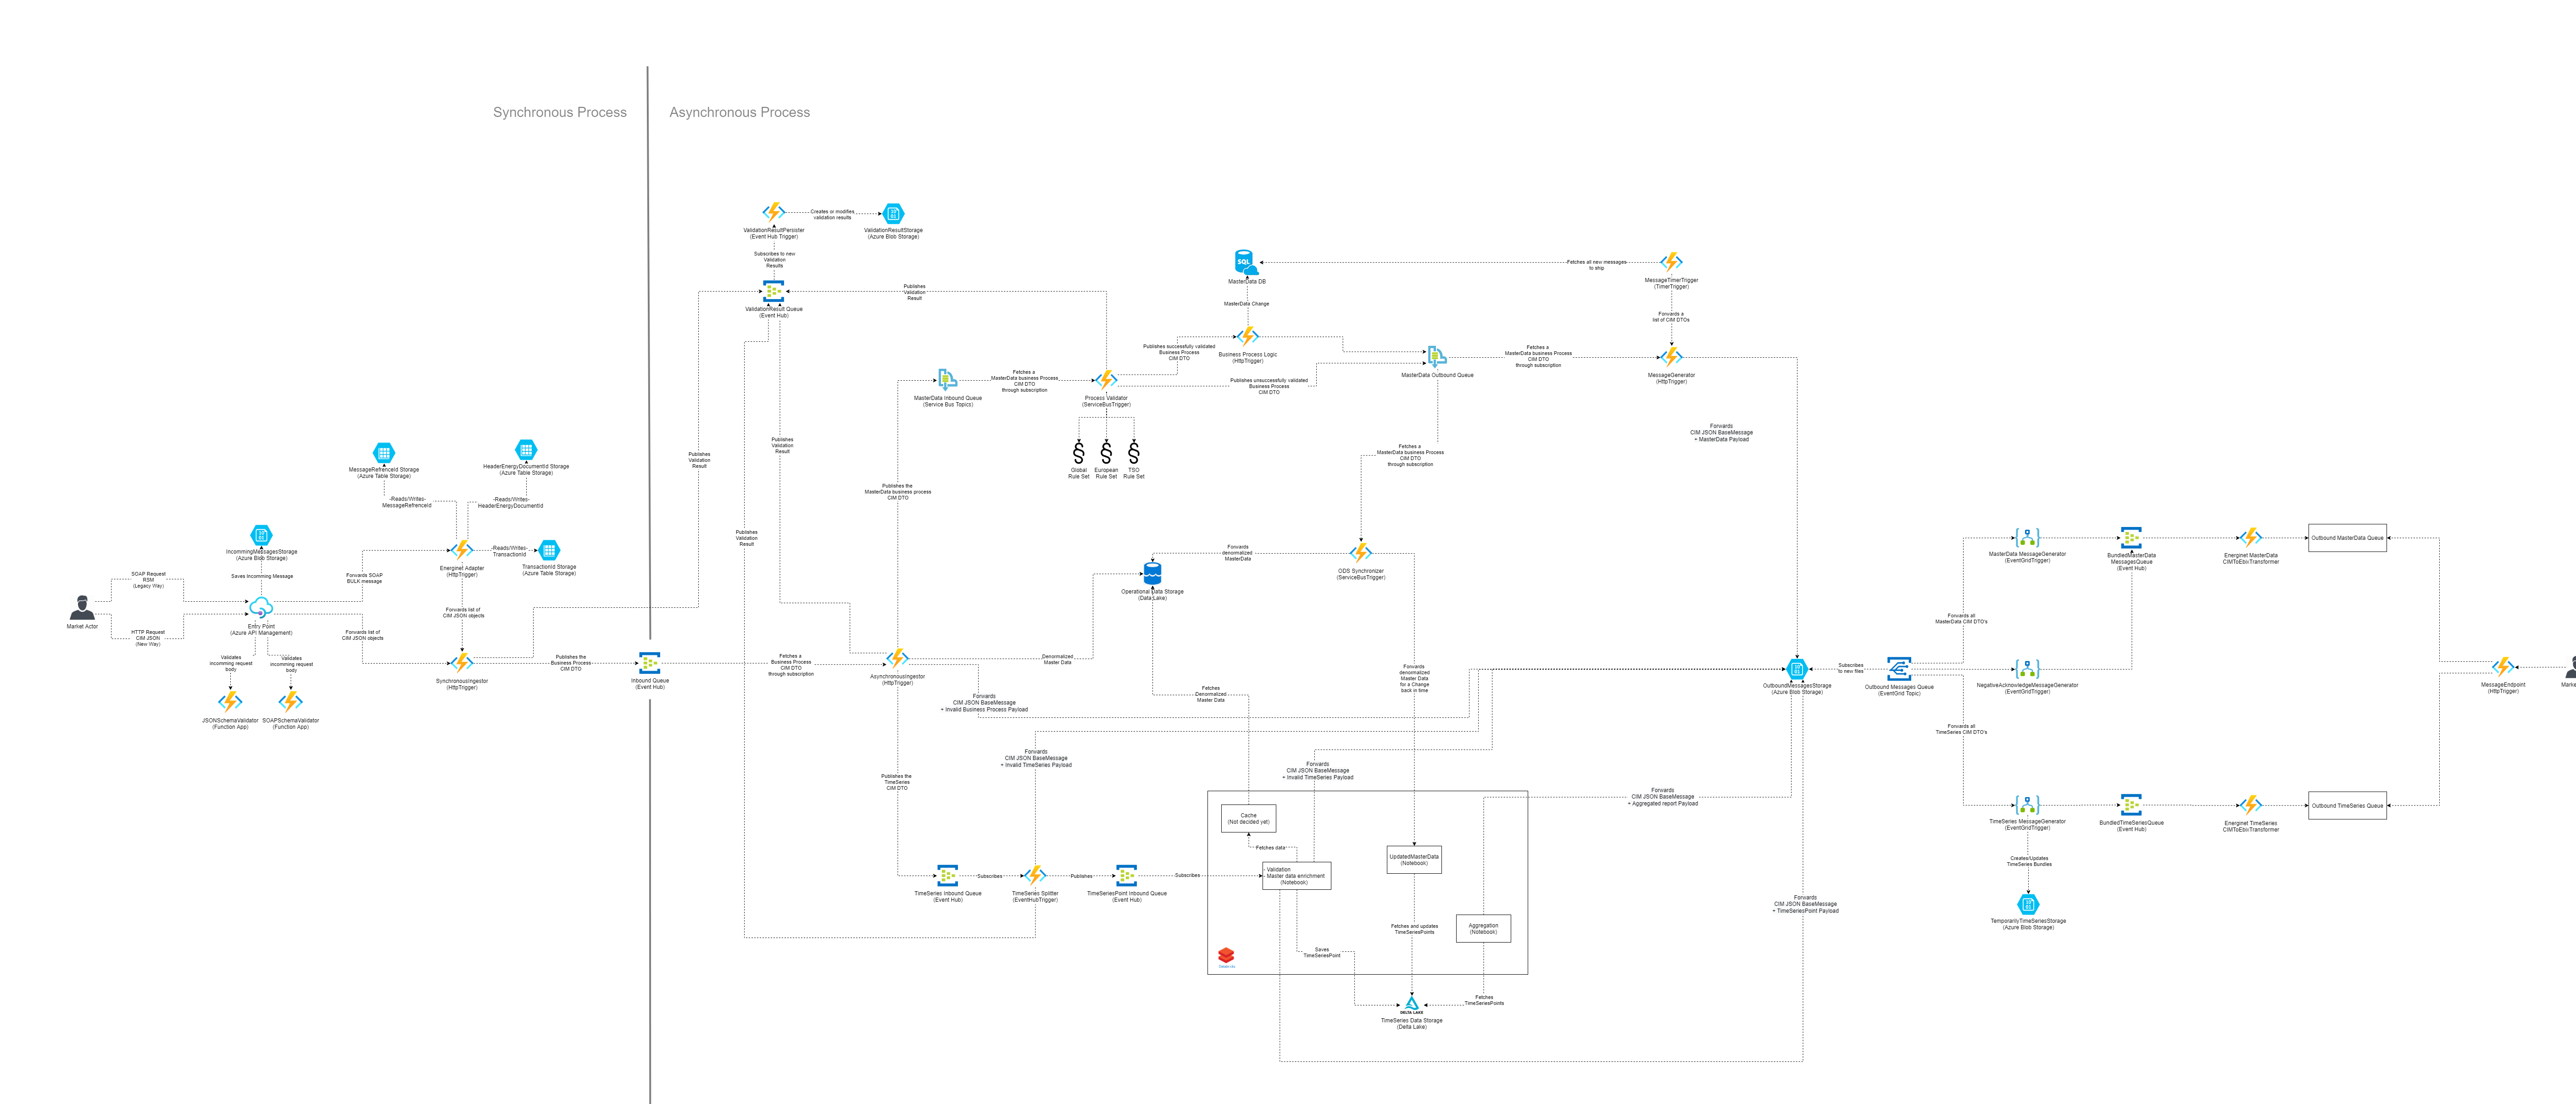 Synchronous Process
Asynchronous Process
ValidationResultPersister
(Event Hub Trigger)
Creates or modifies
validation results
ValidationResultStorage
(Azure Blob Storage)
Subscribes to new
Validation
Results
ValidationResult Queue
(Event Hub)
Publishes
Validation
Result
MasterData DB
SQL
Fetches all new messages
to ship
MessageTimerTrigger
(TimerTrigger)
MasterData Change
Forwards a
list of CIM DTOs
Publishes successfully validated
Business Process
CIM DTO
Business Process Logic
(HttpTrigger)
Fetches a
MasterData business Process
CIM DTO
through subscription
MasterData Outbound Queue
MessageGenerator
(HttpTrigger)
Fetches a
MasterData business Process
CIM DTO
through subscription
Publishes unsuccessfully validated
Business Process
CIM DTO
MasterData Inbound Queue
(Service Bus Topics)
Process Validator
(ServiceBusTrigger)
Global
Rule Set
European
Rule Set
TSO
Rule Set
Publishes
Validation
Result
Publishes
Validation
Result
Publishes
Validation
Result
Forwards
CIM JSON BaseMessage
+ MasterData Payload
Fetches a
MasterData business Process
CIM DTO
through subscription
Publishes the
MasterData business process
CIM DTO
MessageRefrenceId Storage
(Azure Table Storage)
HeaderEnergyDocumentId Storage
(Azure Table Storage)
-Reads/Writes-
MessageRefrenceId
-Reads/Writes-
HeaderEnergyDocumentId
IncommingMessagesStorage
(Azure Blob Storage)
-Reads/Writes-
TransactionId
Energinet Adapter
(HttpTrigger)
TransactionId Storage
(Azure Table Storage)
SOAP Request
RSM
(Legacy Way)
Saves Incomming Message
Forwards SOAP
BULK message
Market Actor
Entry Point
(Azure API Management)
Forwards list of
CIM JSON objects
HTTP Request
CIM JSON
(New Way)
Forwards list of
CIM JSON objects
Validates
incomming request
body
Validates
incomming request
body
JSONSchemaValidator
(Function App)
SOAPSchemaValidator
(Function App)
SynchronousIngestor
(HttpTrigger)
Publishes the
Business Process
CIM DTO
Inbound Queue
(Event Hub)
Fetches a
Business Process
CIM DTO
through subscription
AsynchronousIngestor
(HttpTrigger)
Denormalized
Master Data
Operational Data Storage
(Data Lake)
Forwards
denormalized
MasterData
ODS Synchronizer
(ServiceBusTrigger)
Forwards
denormalized
Master Data
for a Change
back in time
Fetches
Denormalized
Master Data
Forwards
CIM JSON BaseMessage
+ Invalid Business Process Payload
Forwards
CIM JSON BaseMessage
+ Invalid TimeSeries Payload
Forwards
CIM JSON BaseMessage
+ Invalid TimeSeries Payload
Publishes the
TimeSeries
CIM DTO
Forwards
CIM JSON BaseMessage
+ Aggregated report Payload
Cache
(Not decided yet)
Fetches data
- Validation
- Master data enrichment
(Notebook)
UpdatedMasterData
(Notebook)
Aggregation
(Notebook)
TimeSeries Inbound Queue
(Event Hub)
Subscribes
TimeSeries Splitter
(EventHubTrigger)
Publishes
TimeSeriesPoint Inbound Queue
(Event Hub)
Subscribes
Fetches and updates
TimeSeriesPoints
Saves
TimeSeriesPoint
Fetches
TimeSeriesPoints
DELTA LAKE
TimeSeries Data Storage
(Delta Lake)
Forwards
CIM JSON BaseMessage
+ TimeSeriesPoint Payload
OutboundMessagesStorage
(Azure Blob Storage)
Subscribes
to new files
Outbound Messages Queue
(EventGrid Topic)
Forwards all
MasterData CIM DTO's
Forwards all
TimeSeries CIM DTO's
MasterData MessageGenerator
(EventGridTrigger)
BundledMasterData
MessagesQueue
(Event Hub)
Energinet MasterData
CIMToEbixTransformer
Outbound MasterData Queue
NegativeAcknowledgeMessageGenerator
(EventGridTrigger)
MessageEndpoint
(HttpTrigger)
TimeSeries MessageGenerator
(EventGridTrigger)
BundledTimeSeriesQueue
(Event Hub)
Energinet TimeSeries
CIMToEbixTransformer
Outbound TimeSeries Queue
Creates/Updates
TimeSeries Bundles
TemporarilyTimeSeriesStorage
(Azure Blob Storage)